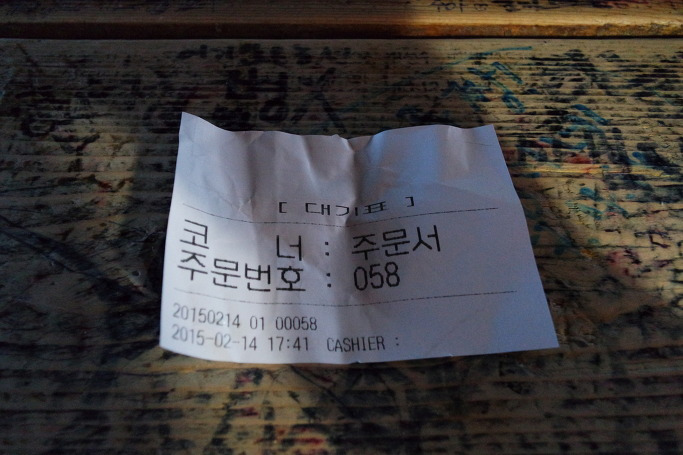 [ 대기표 ]
코 너 : 주문서
주문번호 : 058
20150214 01 00058
2015-02-14 17:41 CASHIER :